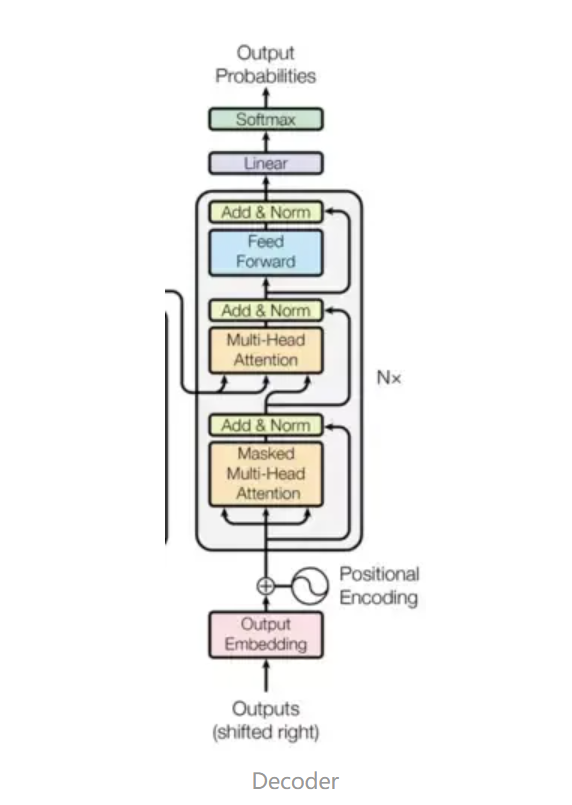 Output
Probabilities
Softmax
Linear
Add & Norm
Feed
Forward
Add & Norm
Multi-Head
Attention
N×
Add & Norm
Masked
Multi-Head
Attention
Positional
Encoding
Output
Embedding
Outputs
(shifted right)
Decoder